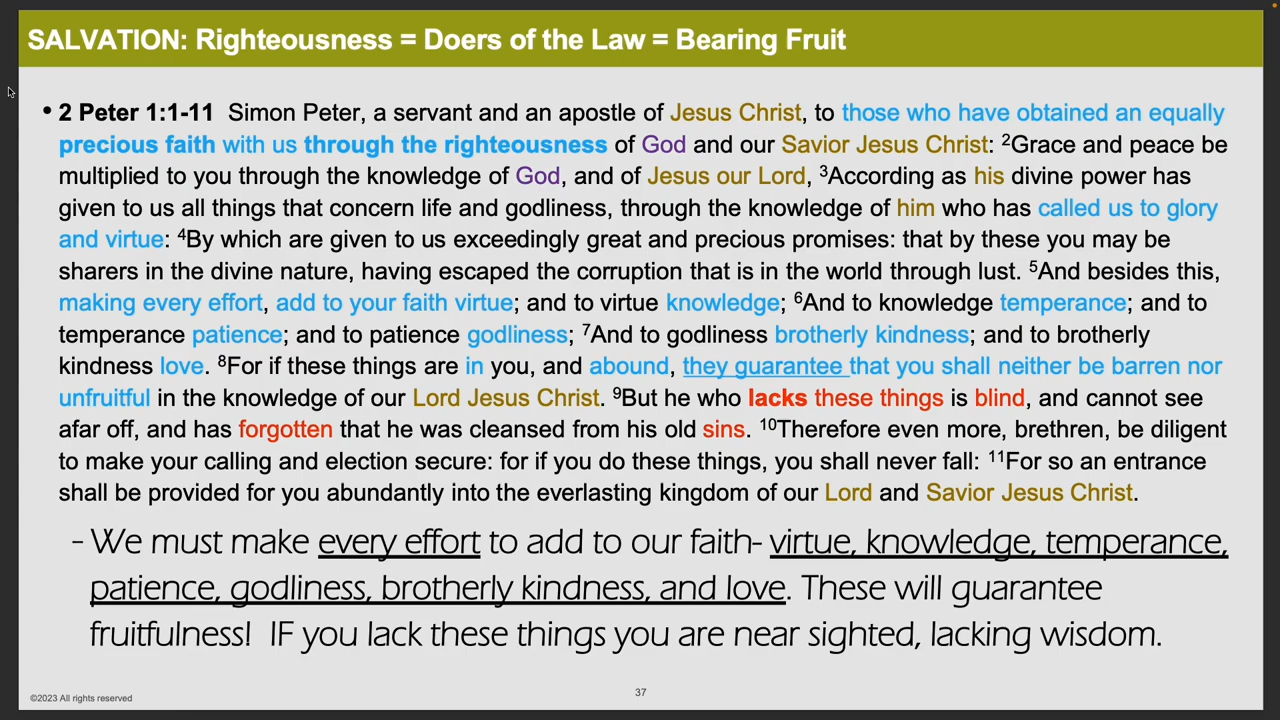 SALVATION: Righteousness = Doers of the Law = Bearing Fruit
• 2 Peter 1:1-11 Simon Peter, a servant and an apostle of Jesus Christ, to those who have obtained an equally
precious faith with us through the righteousness of God and our Savior Jesus Christ: ²Grace and peace be
multiplied to you through the knowledge of God, and of Jesus our Lord, ³According as his divine power has
given to us all things that concern life and godliness, through the knowledge of him who has called us to glory
and virtue: ⁴By which are given to us exceedingly great and precious promises: that by these you may be
sharers in the divine nature, having escaped the corruption that is in the world through lust. ⁵And besides this,
making every effort, add to your faith virtue; and to virtue knowledge; ⁶And to knowledge temperance; and to
temperance patience; and to patience godliness; ⁷And to godliness brotherly kindness; and to brotherly
kindness love. ⁸For if these things are in you, and abound, they guarantee that you shall neither be barren nor
unfruitful in the knowledge of our Lord Jesus Christ. ⁹But he who lacks these things is blind, and cannot see
afar off, and has forgotten that he was cleansed from his old sins. ¹⁰Therefore even more, brethren, be diligent
to make your calling and election secure: for if you do these things, you shall never fall: ¹¹For so an entrance
shall be provided for you abundantly into the everlasting kingdom of our Lord and Savior Jesus Christ.
- We must make every effort to add to our faith- virtue, knowledge, temperance,
patience, godliness, brotherly kindness, and love. These will guarantee
fruitfulness! IF you lack these things you are near sighted, lacking wisdom.
©2023 All rights reserved
37